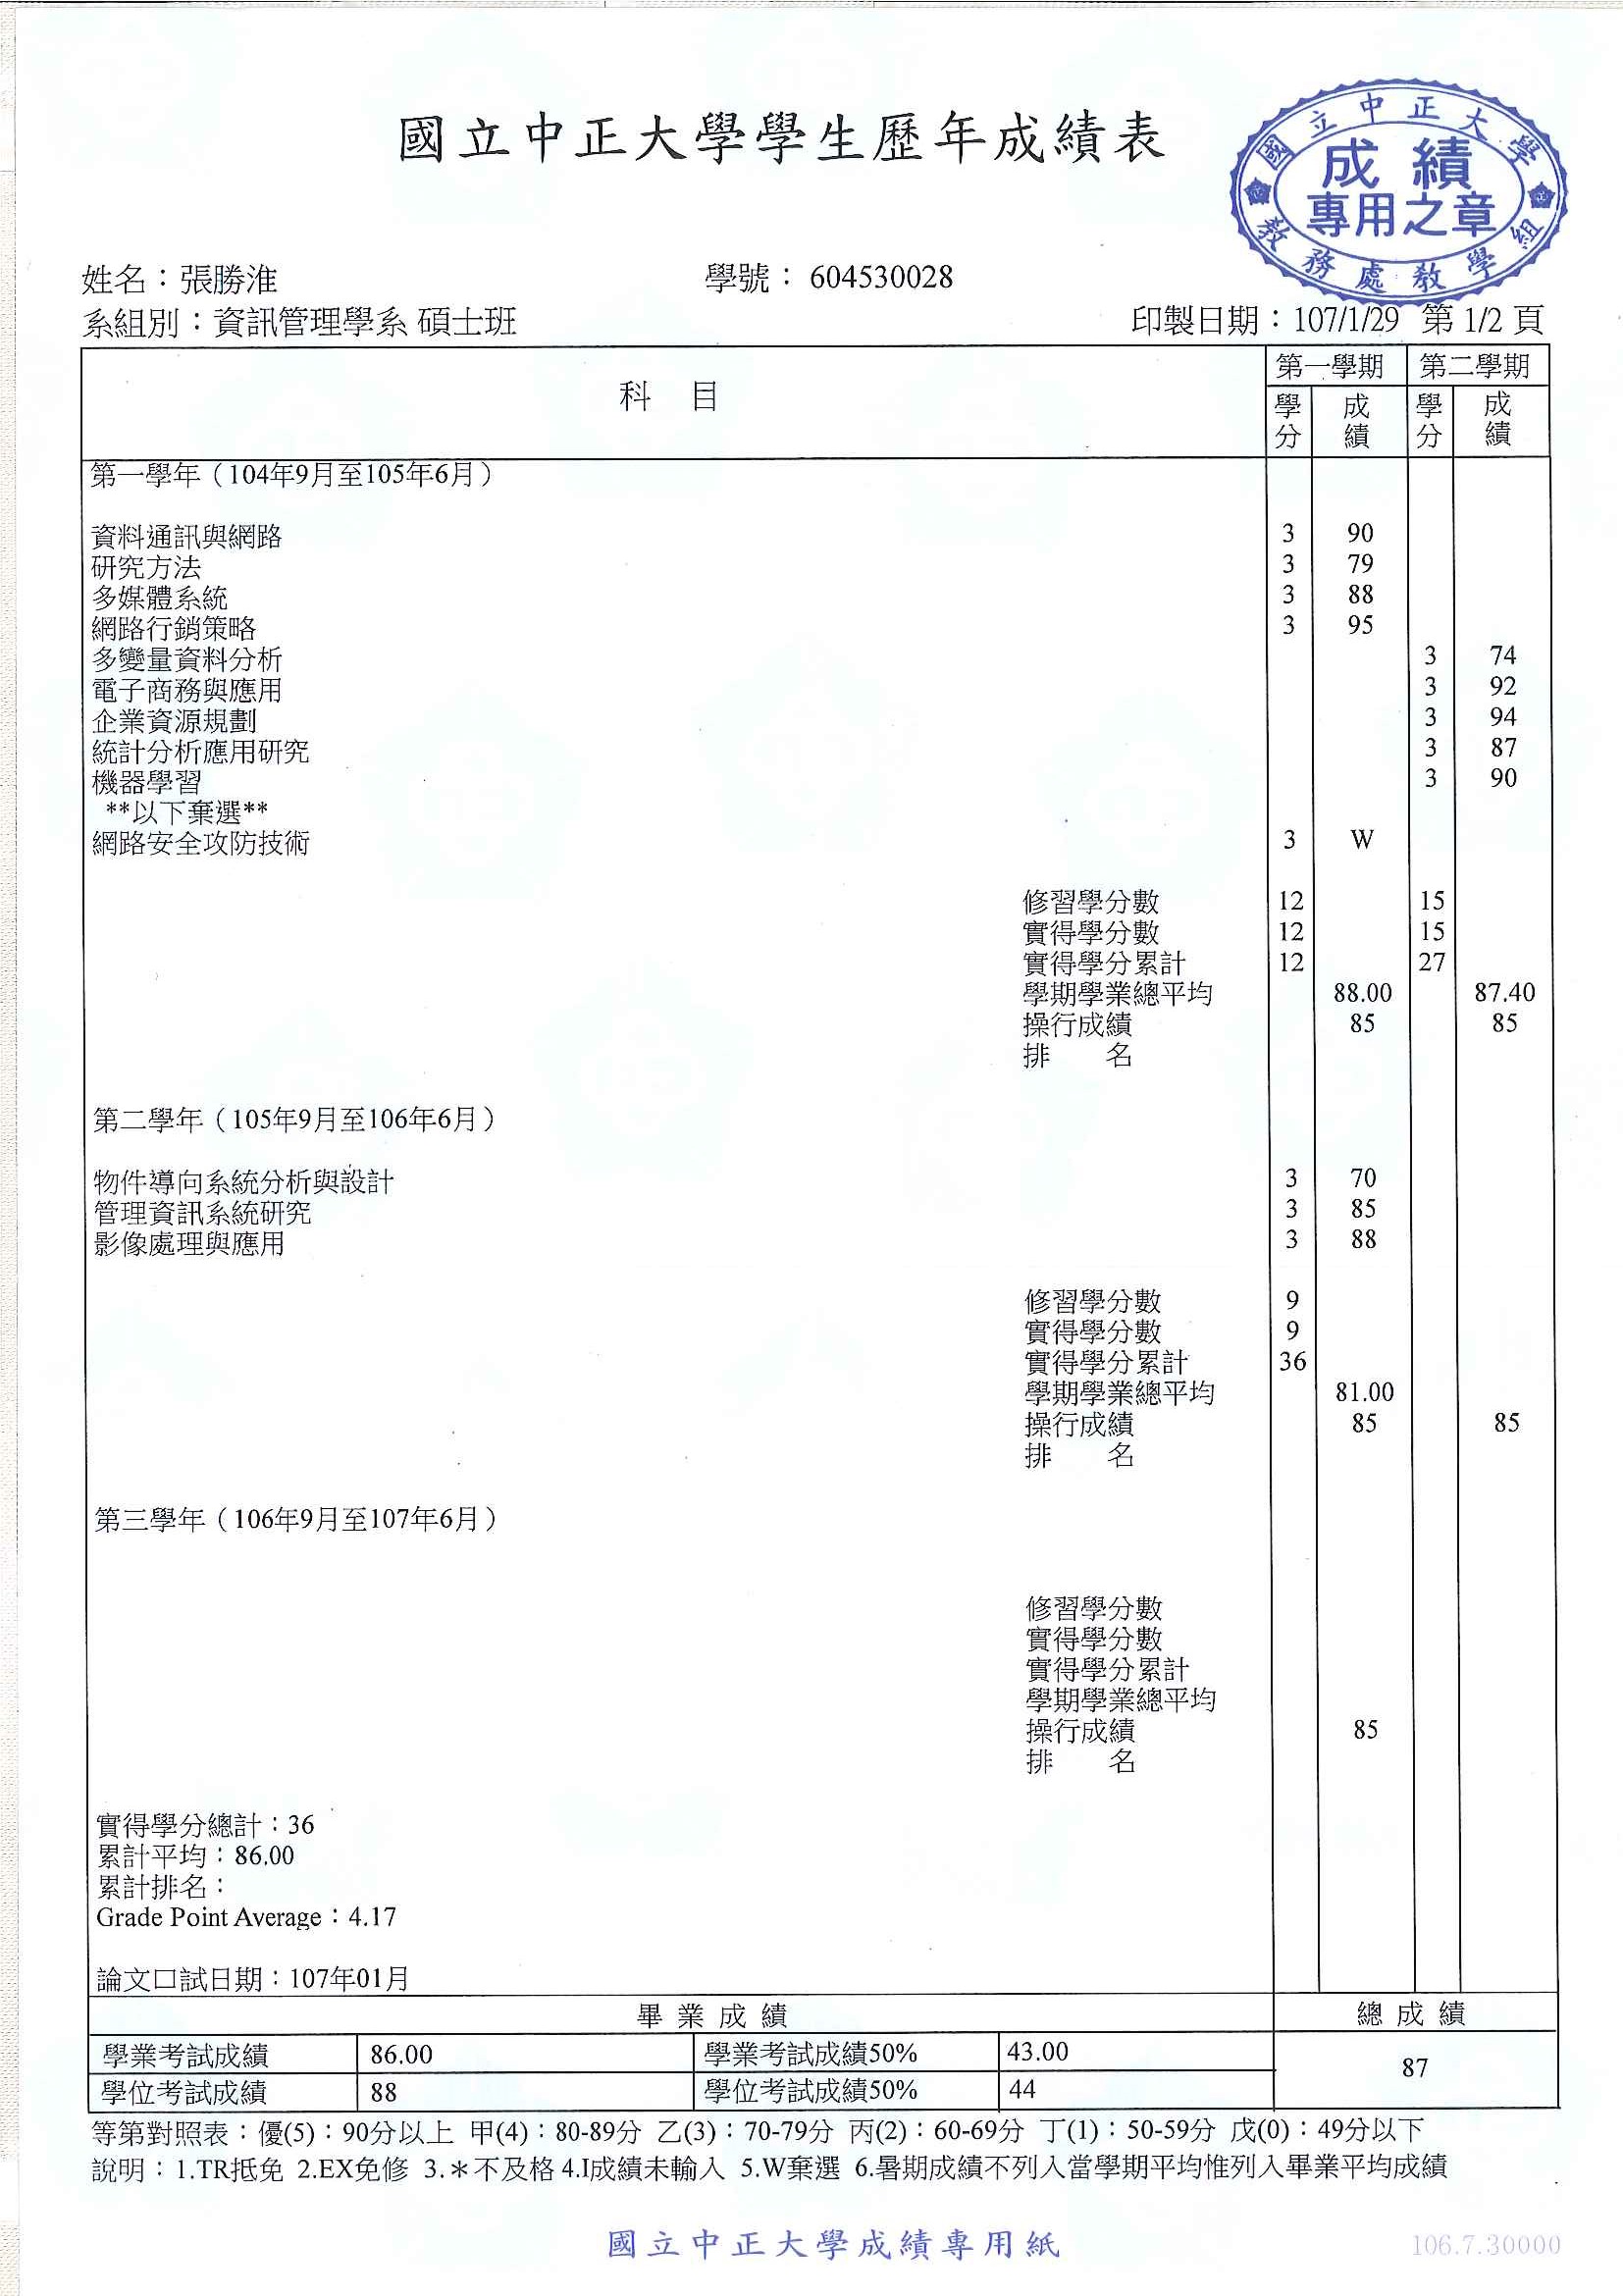 國立中正大學學生歷年成績表
國立中正大學
成績
專用之章
教務處教學組
姓名：張勝淮
學號： 604530028
系組別：資訊管理學系 碩士班
印製日期：107/1/29 第 1/2 頁
科 目 第一學期 第二學期
學分 成績 學分 成績
第一學年（104年9月至105年6月）
資料通訊與網路 3 90
研究方法 3 79
多媒體系統 3 88
網路行銷策略 3 95
多變量資料分析 3 74
電子商務與應用 3 92
企業資源規劃 3 94
統計分析應用研究 3 87
機器學習 3 90
**以下棄選**
網路安全攻防技術 3 W
修習學分數 12 15
實得學分數 12 15
實得學分累計 12 27
學期學業總平均 88.00 87.40
操行成績 85 85
排 名
第二學年（105年9月至106年6月）
物件導向系統分析與設計 3 70
管理資訊系統研究 3 85
影像處理與應用 3 88
修習學分數 9
實得學分數 9
實得學分累計 36
學期學業總平均 81.00
操行成績 85 85
排 名
第三學年（106年9月至107年6月）
修習學分數
實得學分數
實得學分累計
學期學業總平均
操行成績 85
排 名
實得學分總計：36
累計平均：86.00
累計排名：
Grade Point Average：4.17
論文口試日期：107年01月
畢業成績 總成績
學業考試成績 86.00 學業考試成績50% 43.00 87
學位考試成績 88 學位考試成績50% 44
等第對照表：優(5)：90分以上 甲(4)：80-89分 乙(3)：70-79分 丙(2)：60-69分 丁(1)：50-59分 戊(0)：49分以下
說明：1.TR抵免 2.EX免修 3.＊不及格 4.I成績未輸入 5.W棄選 6.暑期成績不列入當學期平均惟列入畢業平均成績
國立中正大學成績專用紙
106.7.30000